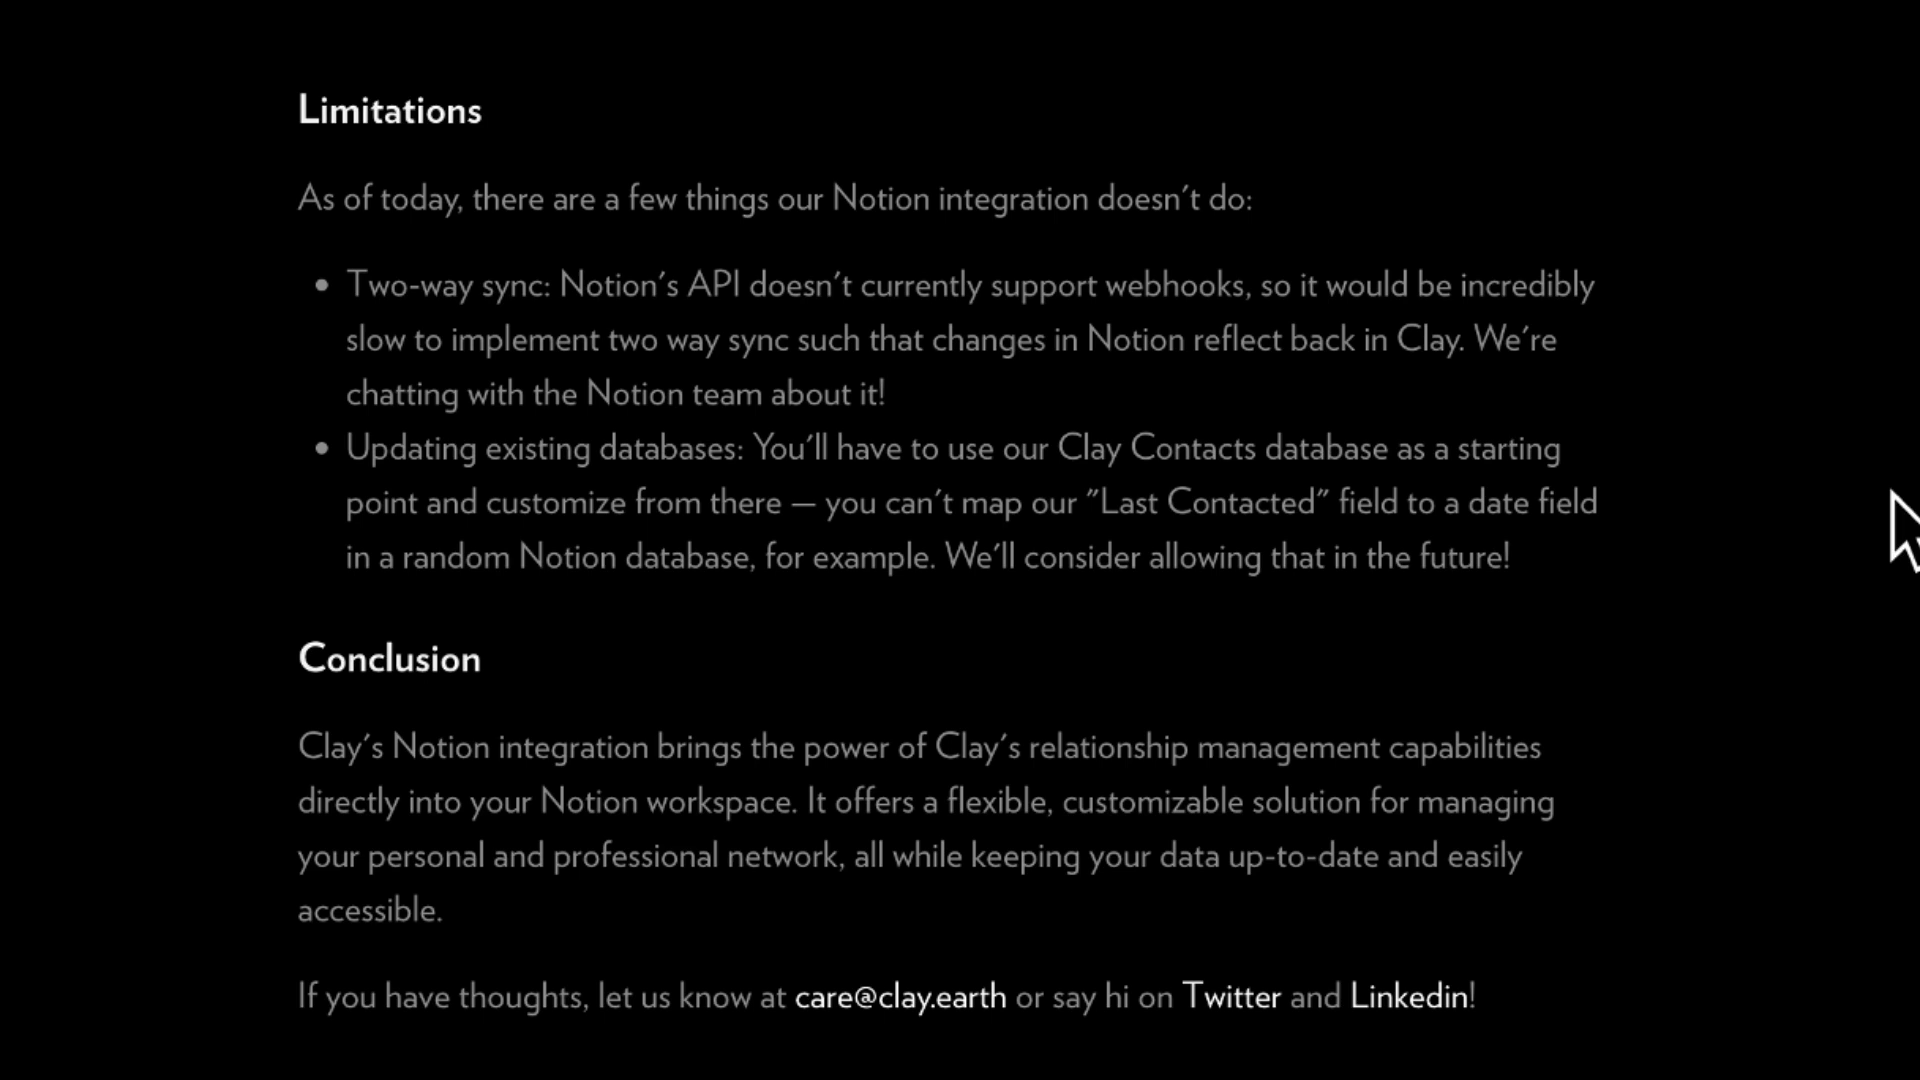 Limitations
As of today, there are a few things our Notion integration doesn't do:
• Two-way sync: Notion's API doesn't currently support webhooks, so it would be incredibly
slow to implement two way sync such that changes in Notion reflect back in Clay. We're
chatting with the Notion team about it!
• Updating existing databases: You'll have to use our Clay Contacts database as a starting
point and customize from there — you can't map our "Last Contacted" field to a date field
in a random Notion database, for example. We'll consider allowing that in the future!
Conclusion
Clay's Notion integration brings the power of Clay's relationship management capabilities
directly into your Notion workspace. It offers a flexible, customizable solution for managing
your personal and professional network, all while keeping your data up-to-date and easily
accessible.
If you have thoughts, let us know at care@clay.earth or say hi on Twitter and Linkedin!